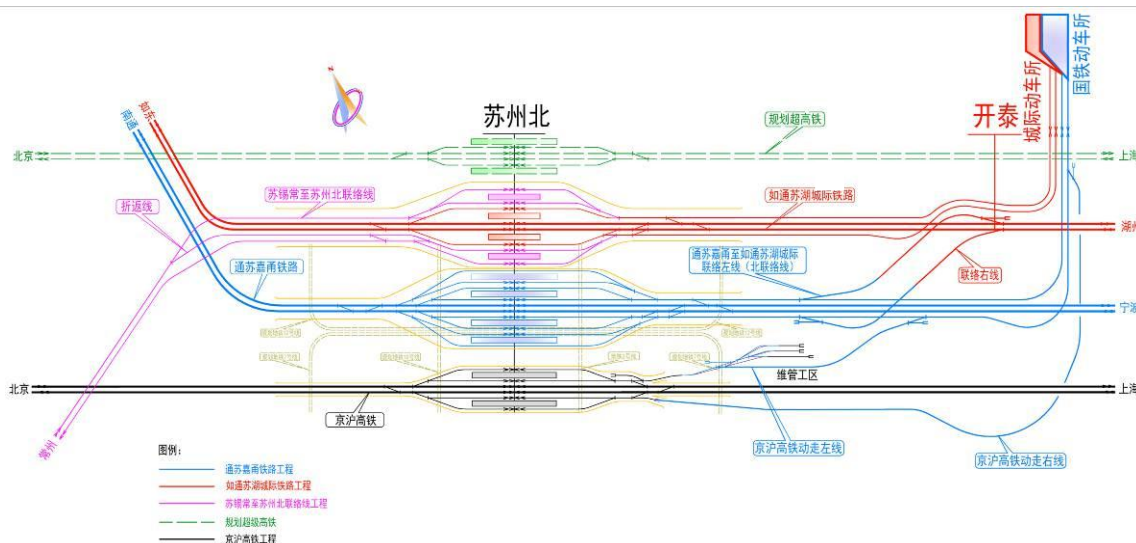 国铁动车所
城际动车所
开泰
苏州北
规划超高铁
北京
上海
如东
南通
苏锡常至苏州北联络线
如通苏湖城际铁路
折返线
湖州
通苏嘉甬铁路
通苏嘉甬至如通苏湖城际
联络左线（北联络线）
联络右线
宁波
维管工区
北京
上海
京沪高铁
京沪高铁动走左线
京沪高铁动走右线
常州
图例：
通苏嘉甬铁路工程
如通苏湖城际铁路工程
苏锡常至苏州北联络线工程
规划超级高铁
京沪高铁工程